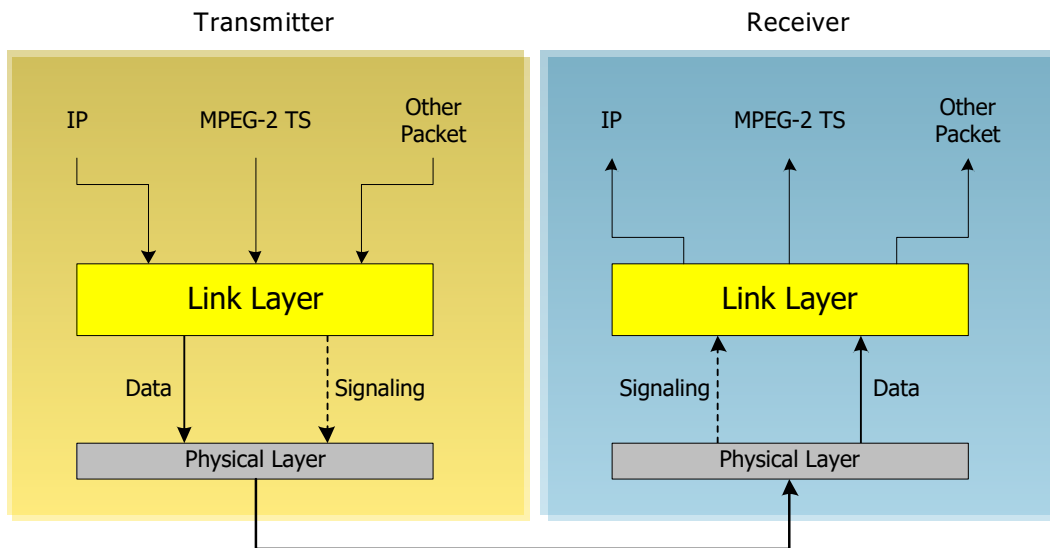 Transmitter
Receiver
IP
MPEG-2 TS
Other
Packet
IP
MPEG-2 TS
Other
Packet
Link Layer
Link Layer
Data
Signaling
Signaling
Data
Physical Layer
Physical Layer